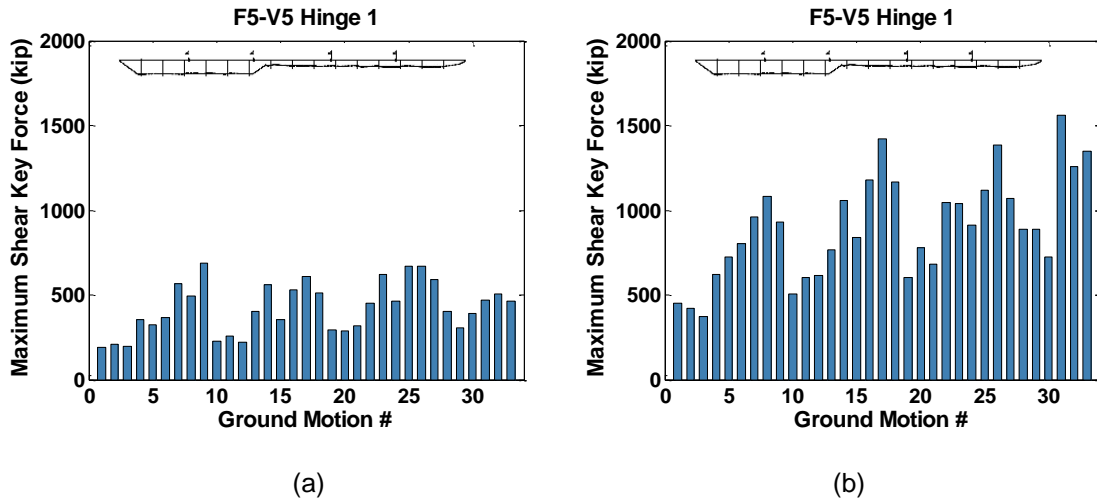 F5-V5 Hinge 1
2000
1500
1000
500
0
Maximum Shear Key Force (kip)
0 5 10 15 20 25 30
Ground Motion #
(a)
F5-V5 Hinge 1
2000
1500
1000
500
0
Maximum Shear Key Force (kip)
0 5 10 15 20 25 30
Ground Motion #
(b)